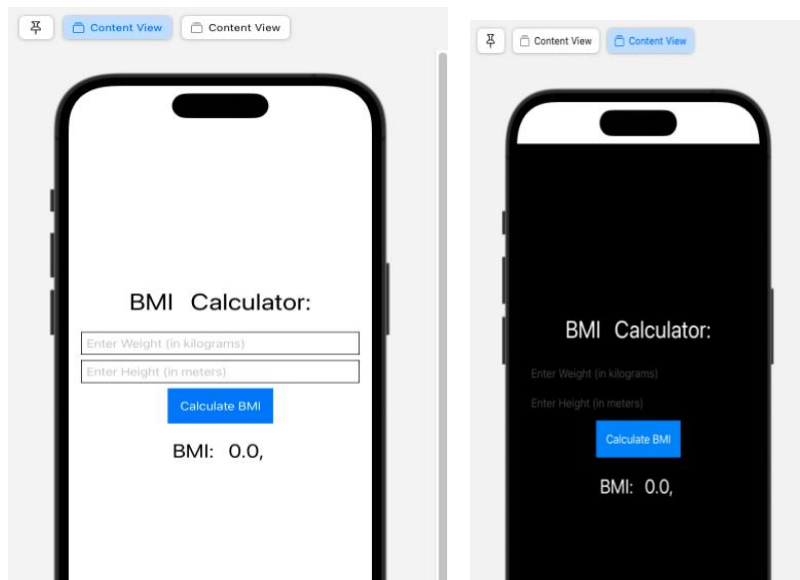 Content View
Content View
BMI Calculator:
Enter Weight (in kilograms)
Enter Height (in meters)
Calculate BMI
BMI: 0.0,
Content View
Content View
BMI Calculator:
Enter Weight (in kilograms)
Enter Height (in meters)
Calculate BMI
BMI: 0.0,